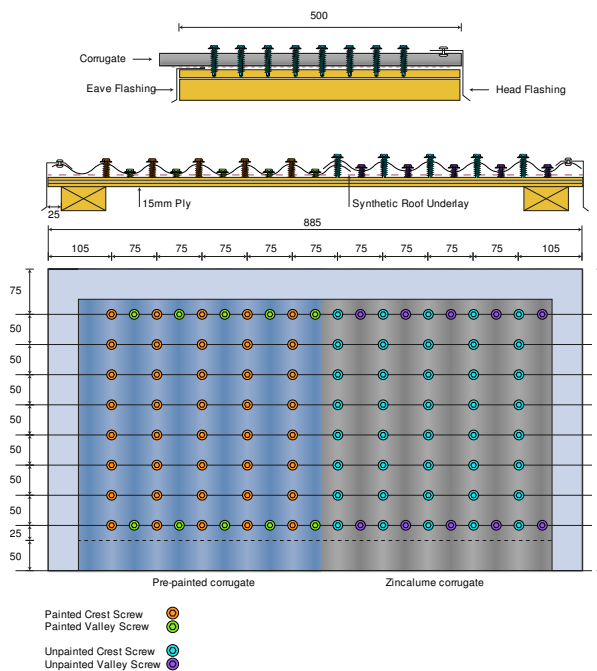 500
Corrugate
Eave Flashing
Head Flashing
25
15mm Ply
Synthetic Roof Underlay
885
105 75 75 75 75 75 75 75 75 75 105
75
50
50
50
50
50
50
50
25
50
Pre-painted corrugate
Zincalume corrugate
Painted Crest Screw
Painted Valley Screw
Unpainted Crest Screw
Unpainted Valley Screw